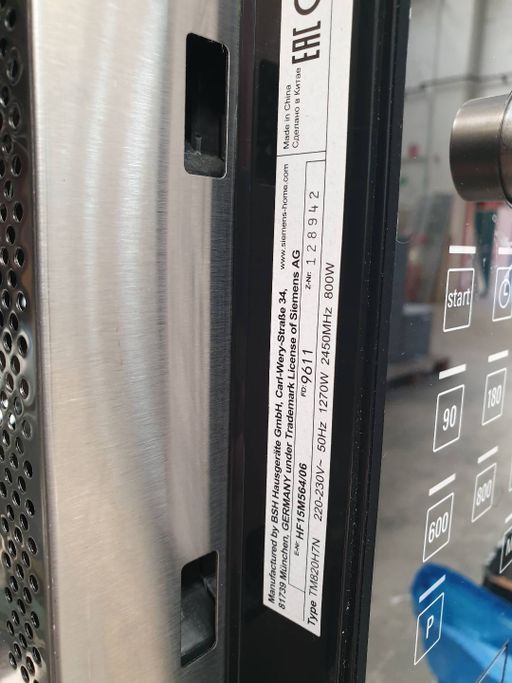 Manufactured by BSH Hausgeräte GmbH, Carl-Wery-Straße 34,
81739 München, GERMANY under Trademark License of Siemens AG
www.siemens-home.com
Made in China
Сделано в Китае
EAC
E-Nr. HF15M564/06
FD: 9611
Z-Nr. 128942
Type TM820H7N 220-230V~ 50Hz 1270W 2450MHz 800W
start
90
180
600
800
P